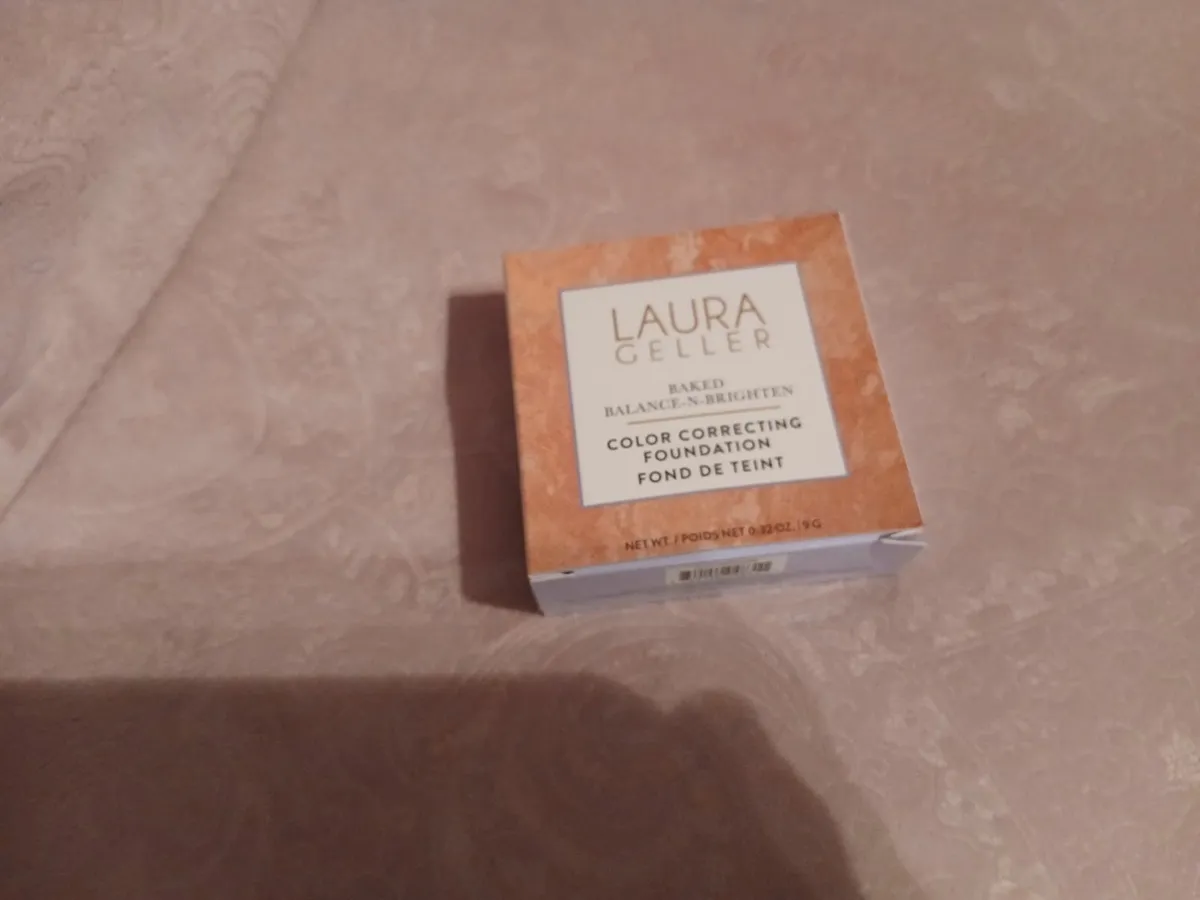 LAURA
GELLER
BAKED
BALANCE-N-BRIGHTEN
COLOR CORRECTING
FOUNDATION
FOND DE TEINT
NET WT. / POIDS NET 0.32 OZ. | 9 G